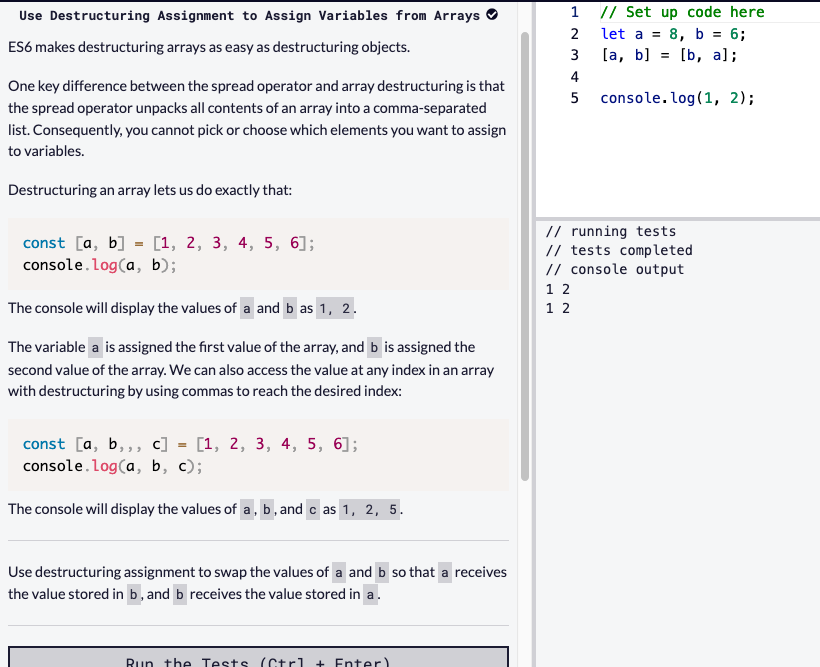 Use Destructuring Assignment to Assign Variables from Arrays
ES6 makes destructuring arrays as easy as destructuring objects.
One key difference between the spread operator and array destructuring is that
the spread operator unpacks all contents of an array into a comma-separated
list. Consequently, you cannot pick or choose which elements you want to assign
to variables.
Destructuring an array lets us do exactly that:
const [a, b] = [1, 2, 3, 4, 5, 6];
console.log(a, b);
The console will display the values of a and b as 1, 2.
The variable a is assigned the first value of the array, and b is assigned the
second value of the array. We can also access the value at any index in an array
with destructuring by using commas to reach the desired index:
const [a, b,,, c] = [1, 2, 3, 4, 5, 6];
console.log(a, b, c);
The console will display the values of a, b, and c as 1, 2, 5.
Use destructuring assignment to swap the values of a and b so that a receives
the value stored in b, and b receives the value stored in a.
Run the Tests (Ctrl + Enter)
1 // Set up code here
2 let a = 8, b = 6;
3 [a, b] = [b, a];
4
5 console.log(1, 2);
// running tests
// tests completed
// console output
1 2
1 2